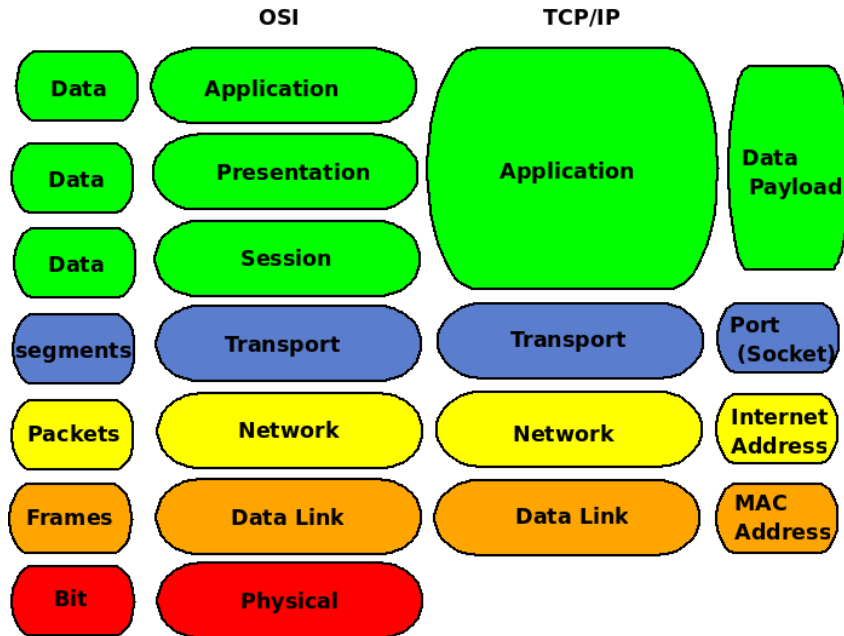 OSI TCP/IP
Data Application Application Data
Payload
Data Presentation
Data Session
segments Transport Transport Port
(Socket)
Packets Network Network Internet
Address
Frames Data Link Data Link MAC
Address
Bit Physical